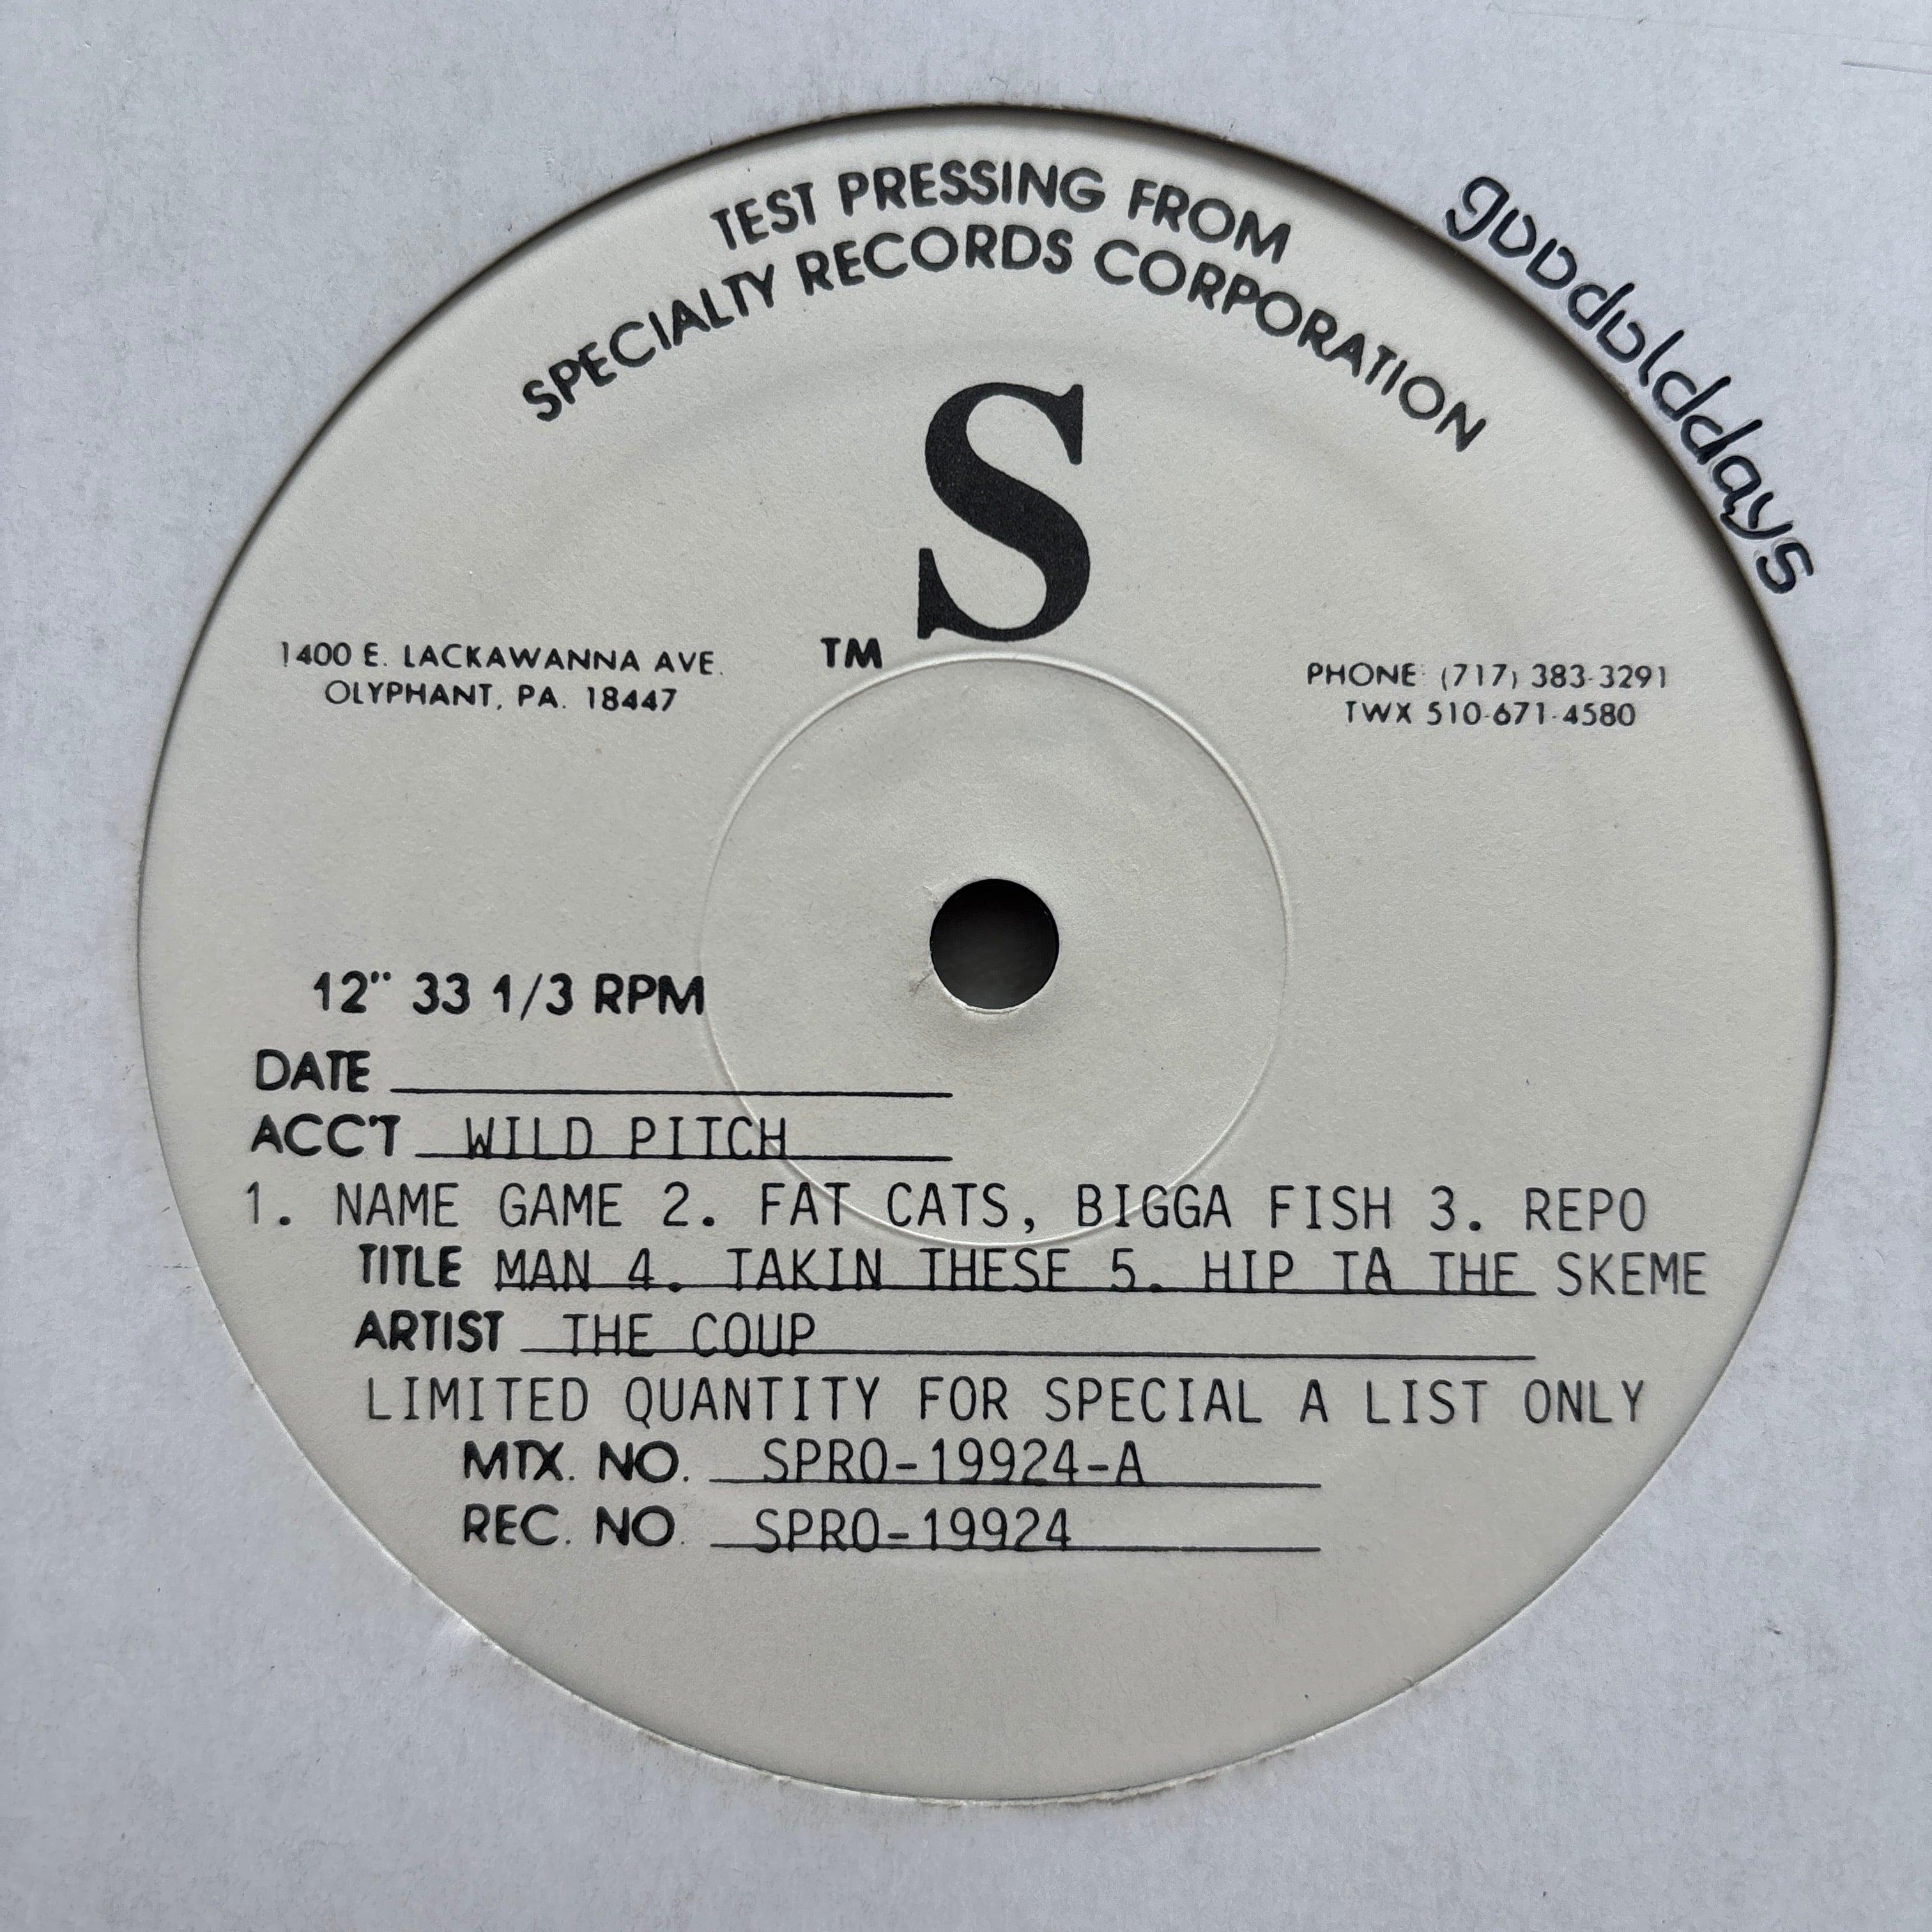 TEST PRESSING FROM
SPECIALTY RECORDS CORPORATION
goodolddays
S
TM
1400 E. LACKAWANNA AVE.
OLYPHANT, PA. 18447
PHONE: (717) 383-3291
TWX 510-671-4580
12" 33 1/3 RPM
DATE
ACC'T WILD PITCH
1. NAME GAME 2. FAT CATS, BIGGA FISH 3. REPO
TITLE MAN 4. TAKIN THESE 5. HIP TA THE SKEME
ARTIST THE COUP
LIMITED QUANTITY FOR SPECIAL A LIST ONLY
MTX. NO. SPRO-19924-A
REC. NO. SPRO-19924